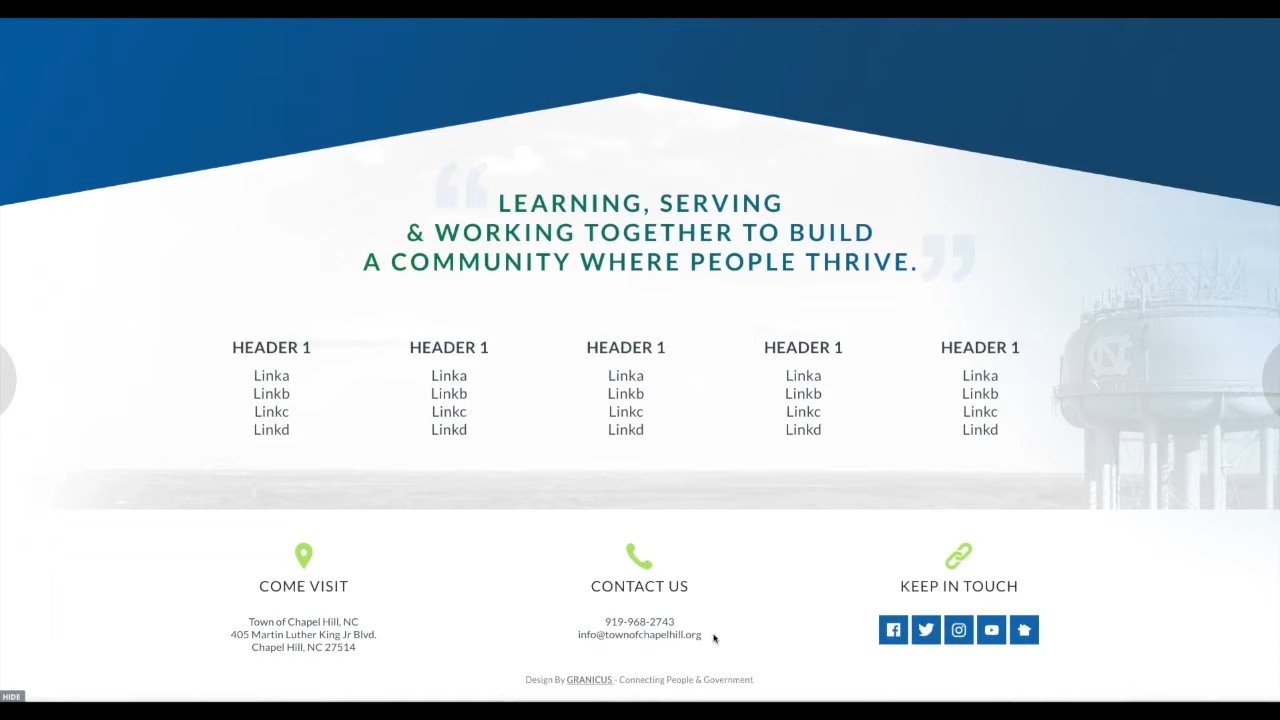 LEARNING, SERVING
& WORKING TOGETHER TO BUILD
A COMMUNITY WHERE PEOPLE THRIVE.
HEADER 1
Linka
Linkb
Linkc
Linkd
HEADER 1
Linka
Linkb
Linkc
Linkd
HEADER 1
Linka
Linkb
Linkc
Linkd
HEADER 1
Linka
Linkb
Linkc
Linkd
HEADER 1
Linka
Linkb
Linkc
Linkd
NC
COME VISIT
Town of Chapel Hill, NC
405 Martin Luther King Jr Blvd.
Chapel Hill, NC 27514
CONTACT US
919-968-2743
info@townofchapelhill.org
KEEP IN TOUCH
Design By GRANICUS - Connecting People & Government
HIDE